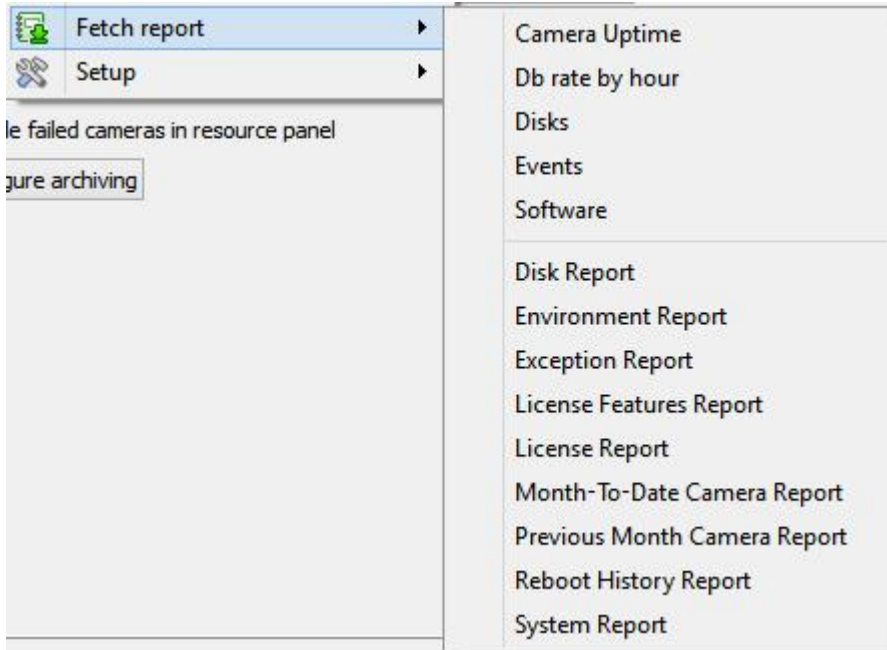 Fetch report
Setup
le failed cameras in resource panel
gure archiving
Camera Uptime
Db rate by hour
Disks
Events
Software
Disk Report
Environment Report
Exception Report
License Features Report
License Report
Month-To-Date Camera Report
Previous Month Camera Report
Reboot History Report
System Report